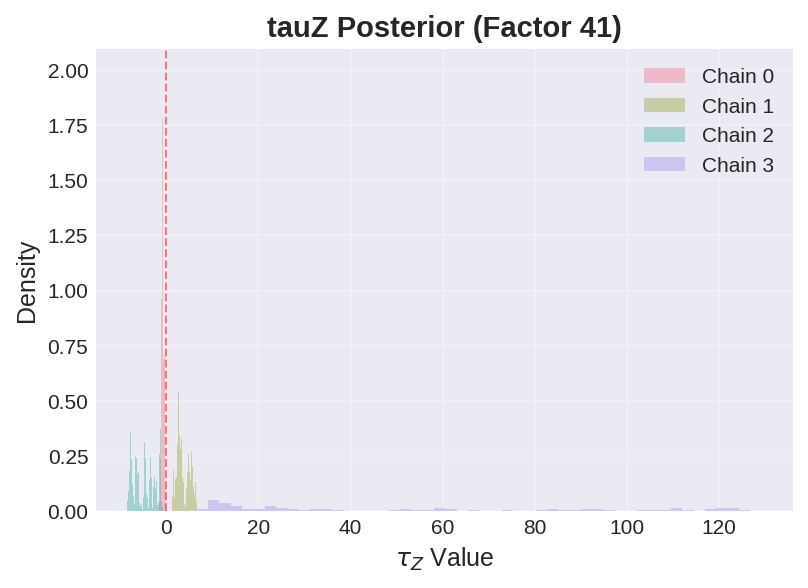 tauZ Posterior (Factor 41)
2.00
1.75
1.50
1.25
1.00
0.75
0.50
0.25
0.00
Density
Chain 0
Chain 1
Chain 2
Chain 3
0 20 40 60 80 100 120
τZ Value